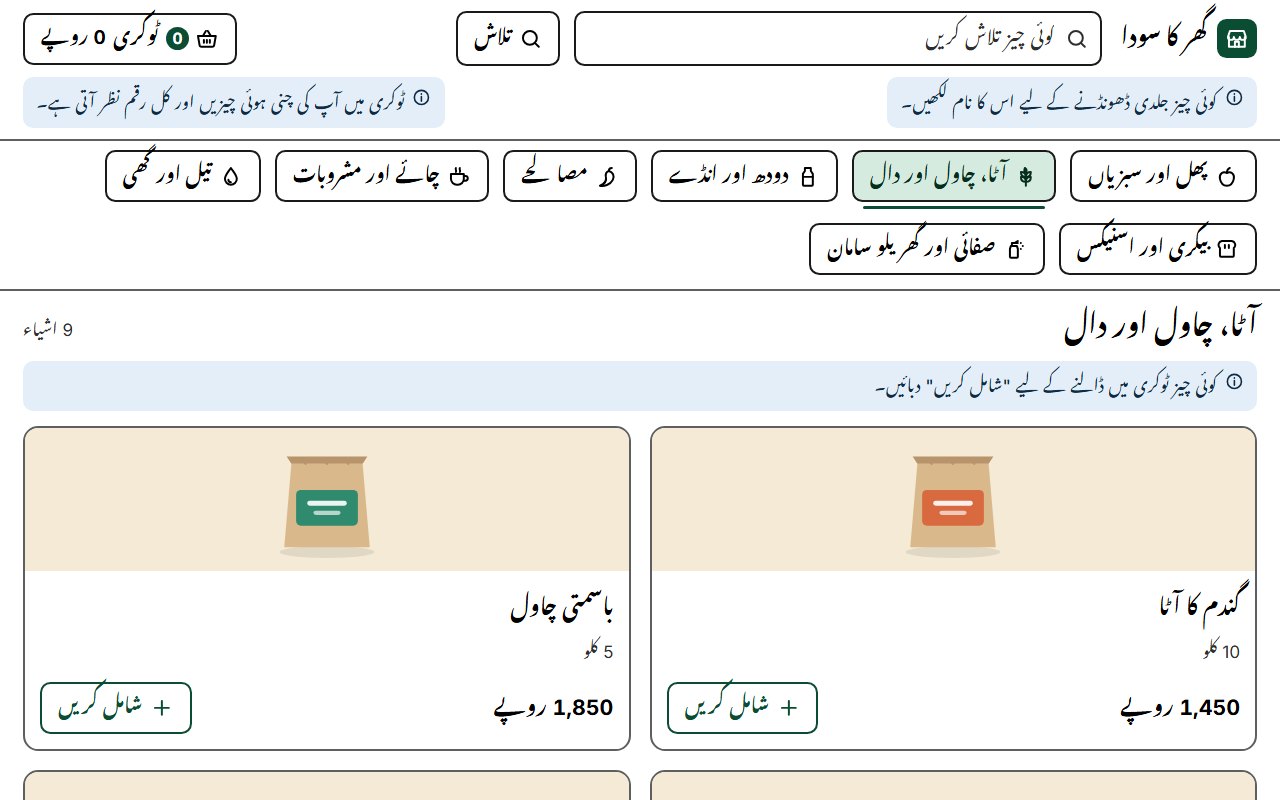 گھر کا سودا
کوئی چیز تلاش کریں
تلاش
ٹوکری 0 0 روپے
کوئی چیز جلدی ڈھونڈنے کے لیے اس کا نام لکھیں۔
ٹوکری میں آپ کی چنی ہوئی چیزیں اور کل رقم نظر آتی ہے۔
پھل اور سبزیاں
آٹا، چاول اور دال
دودھ اور انڈے
مصالحے
چائے اور مشروبات
تیل اور گھی
بیکری اور اسنیکس
صفائی اور گھریلو سامان
آٹا، چاول اور دال
9 اشیاء
کوئی چیز ٹوکری میں ڈالنے کے لیے "شامل کریں" دبائیں۔
گندم کا آٹا
10 کلو
1,450 روپے
شامل کریں
باسمتی چاول
5 کلو
1,850 روپے
شامل کریں